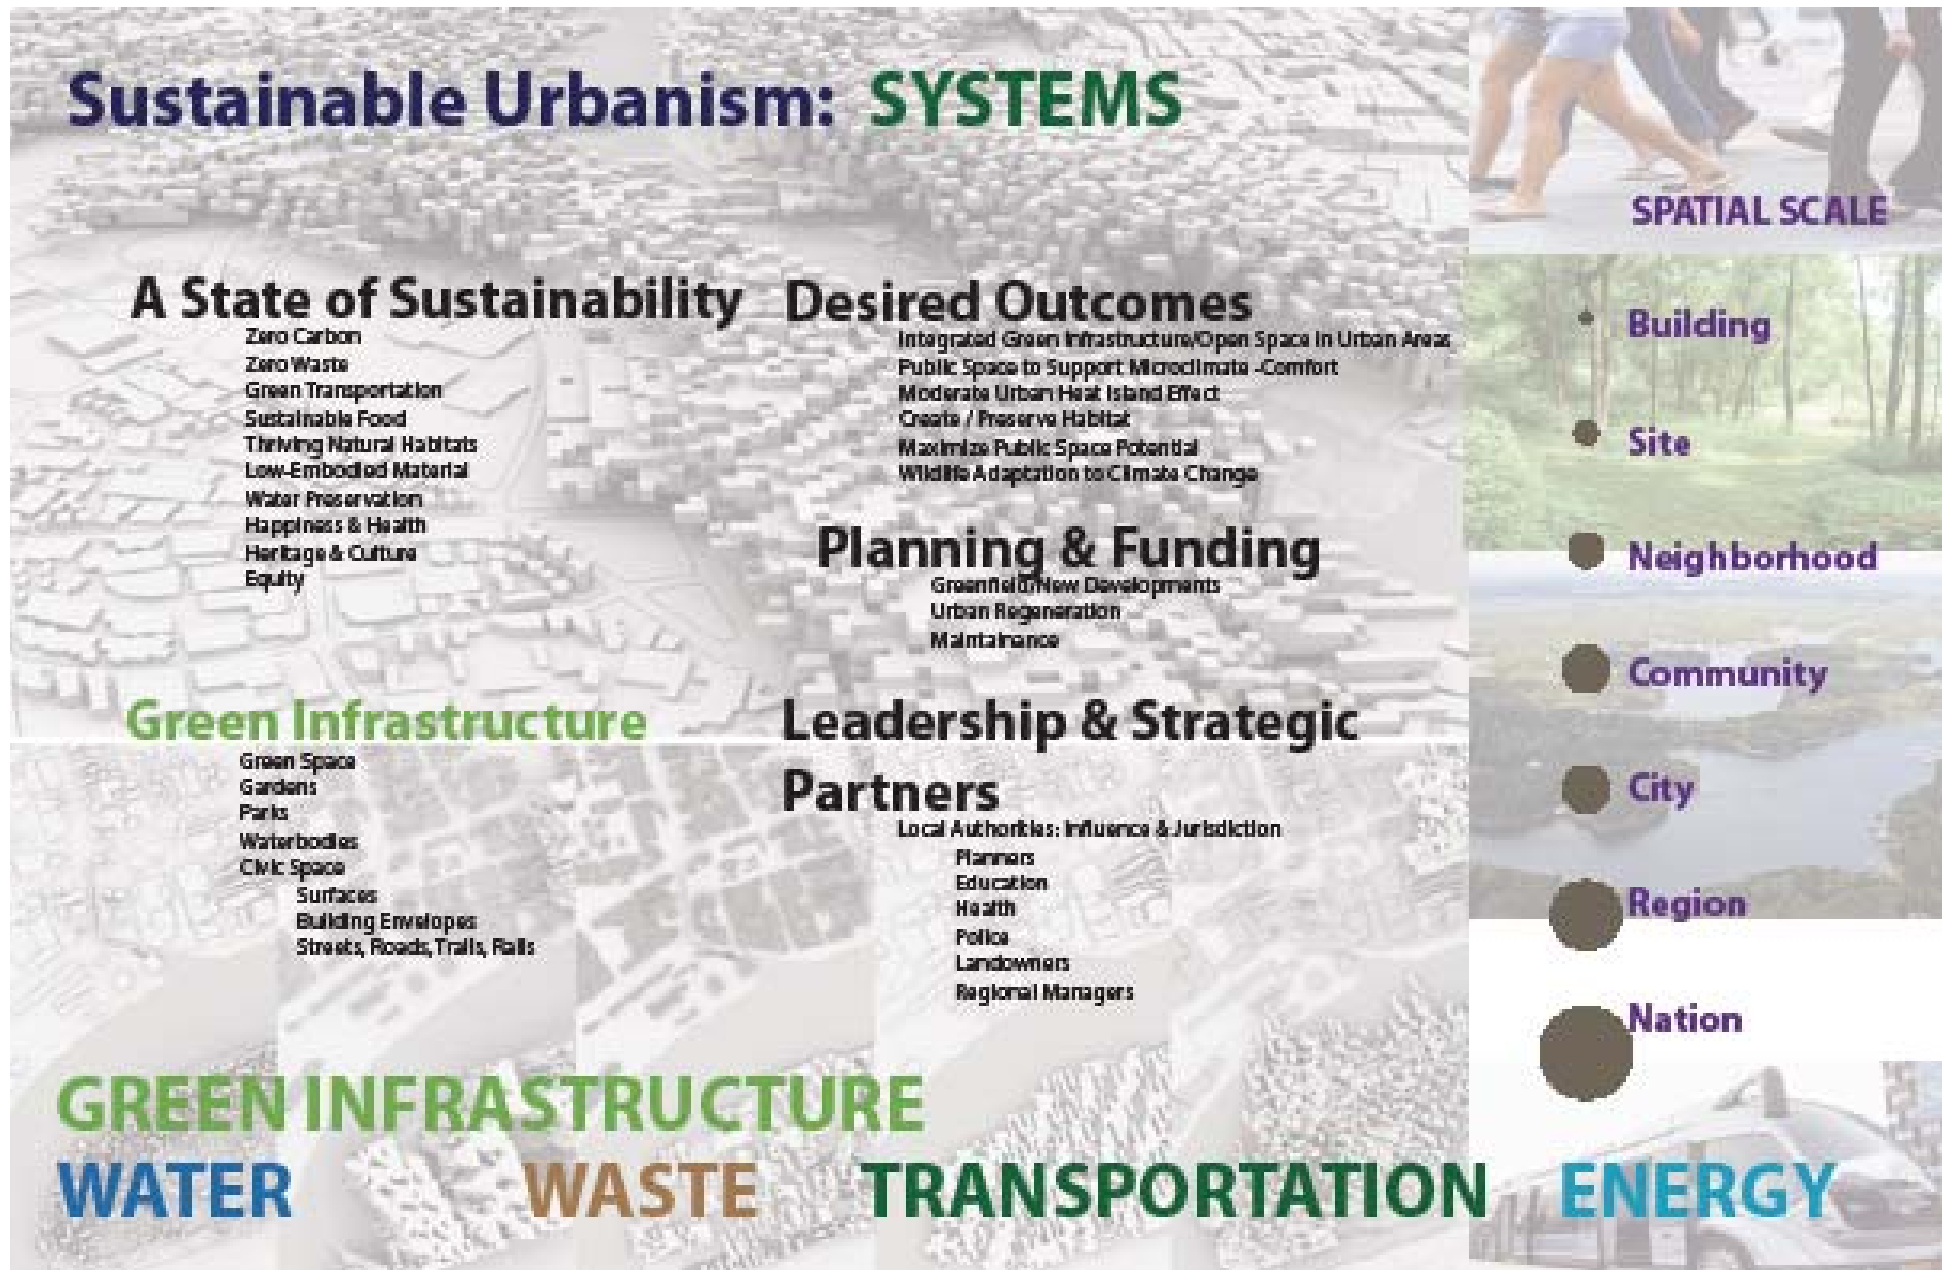 Sustainable Urbanism: SYSTEMS
A State of Sustainability
Zero Carbon
Zero Waste
Green Transportation
Sustainable Food
Thriving Natural Habitats
Low-Embodied Material
Water Preservation
Happiness & Health
Heritage & Culture
Equity
Green Infrastructure
Green Space
Gardens
Parks
Waterbodies
Civic Space
Surfaces
Building Envelopes
Streets, Roads, Trails, Rails
Desired Outcomes
Integrated Green Infrastructure/Open Space in Urban Areas
Public Space to Support Microclimate -Comfort
Moderate Urban Heat Island Effect
Create / Preserve Habitat
Maximize Public Space Potential
Wildlife Adaptation to Climate Change
Planning & Funding
Greenfield/New Developments
Urban Regeneration
Maintainance
Leadership & Strategic
Partners
Local Authorities: Influence & Jurisdiction
Planners
Education
Health
Police
Landowners
Regional Managers
SPATIAL SCALE
Building
Site
Neighborhood
Community
City
Region
Nation
GREEN INFRASTRUCTURE
WATER WASTE TRANSPORTATION ENERGY